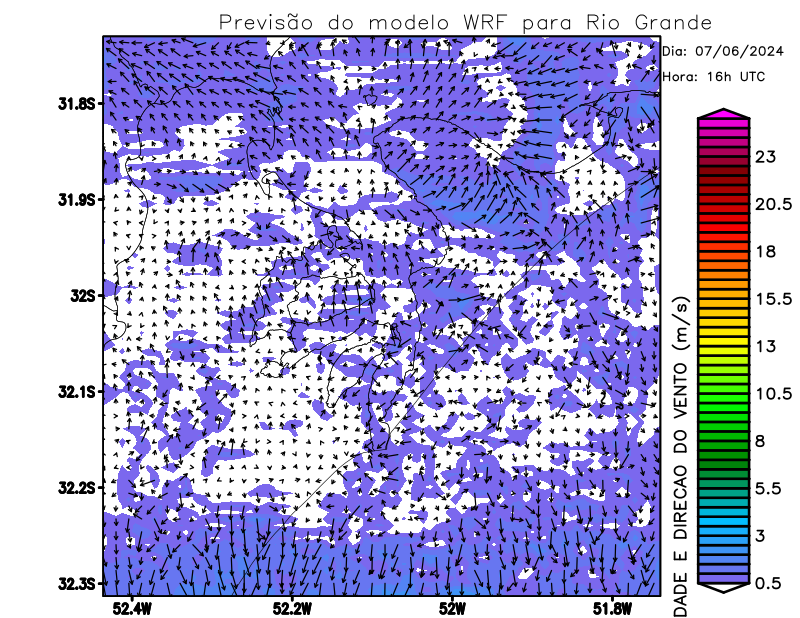 Previsão do modelo WRF para Rio Grande
Dia: 07/06/2024
Hora: 16h UTC
31.8S
31.9S
32S
32.1S
32.2S
32.3S
52.4W
52.2W
52W
51.8W
23
20.5
18
15.5
13
10.5
8
5.5
3
0.5
DADE E DIRECAO DO VENTO (m/s)